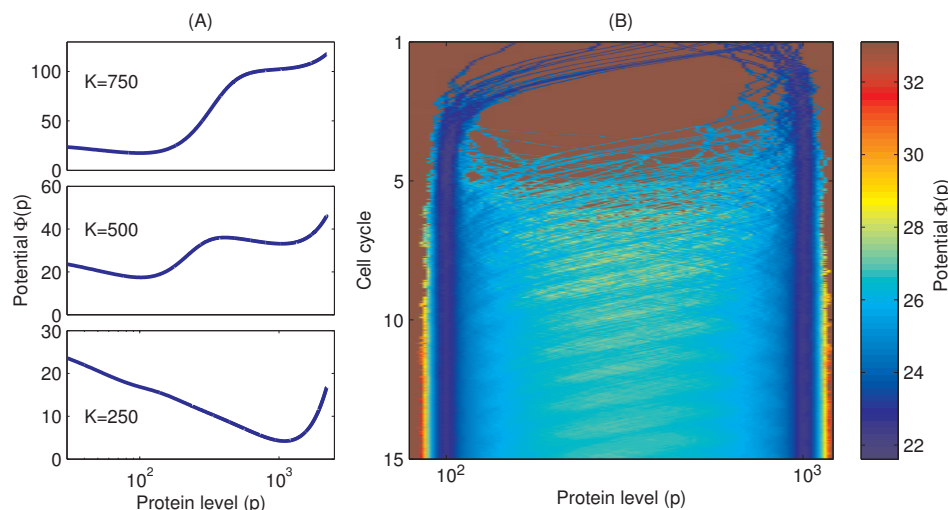 (A)
100
50
0
K=750
60
40
20
0
K=500
30
20
10
0
K=250
10²
10³
Potential Φ(p)
Protein level (p)
(B)
1
5
10
15
Cell cycle
10²
10³
Protein level (p)
32
30
28
26
24
22
Potential Φ(p)